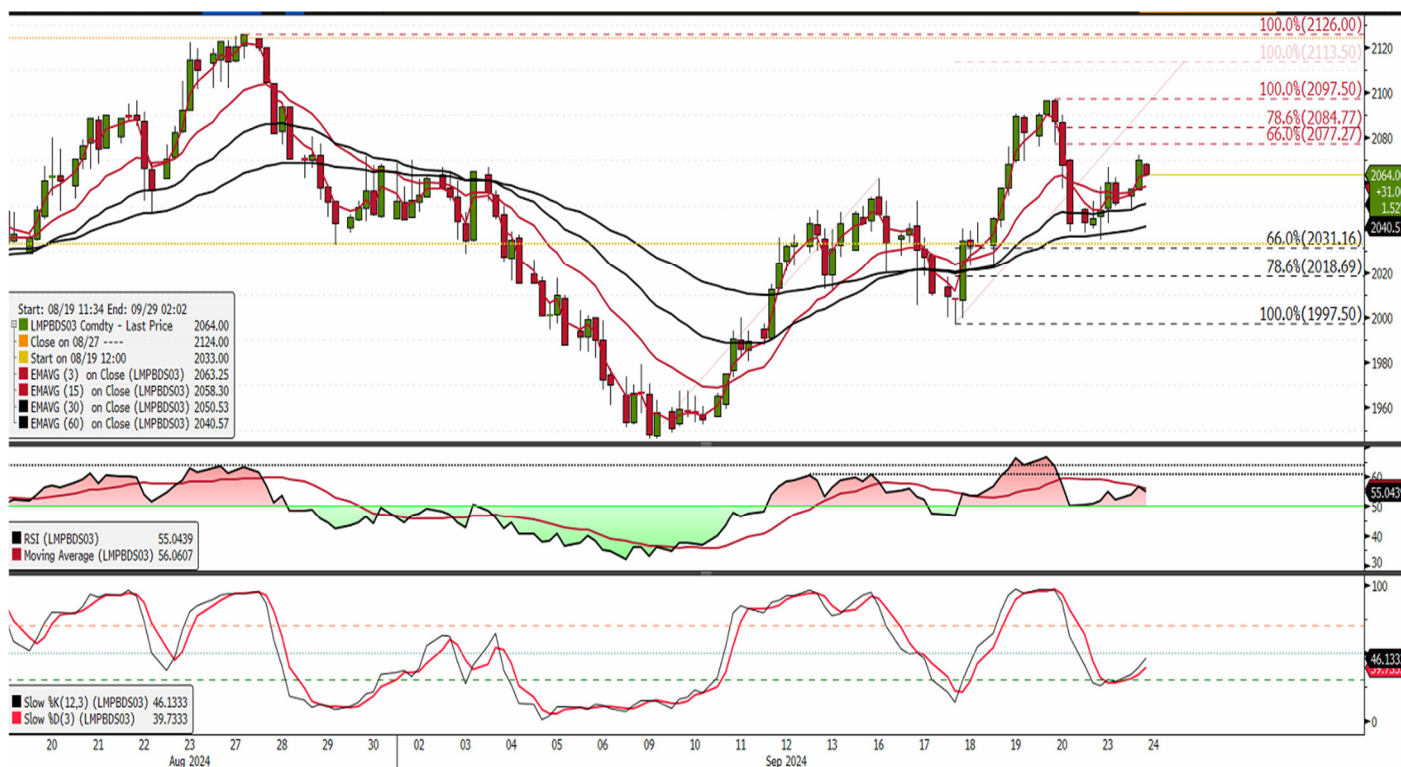 100.0%(2126.00)
100.0%(2113.50)
100.0%(2097.50)
78.6%(2084.77)
66.0%(2077.27)
66.0%(2031.16)
78.6%(2018.69)
100.0%(1997.50)
2120
2100
2080
2064.00
+31.0
1.52
2040.5
2020
2000
1980
1960
Start: 08/19 11:34 End: 09/29 02:02
LMPBDS03 Comdty - Last Price 2064.00
Close on 08/27 ---- 2124.00
Start on 08/19 12:00 2033.00
EMAVG (3) on Close (LMPBDS03) 2063.25
EMAVG (15) on Close (LMPBDS03) 2058.30
EMAVG (30) on Close (LMPBDS03) 2050.53
EMAVG (60) on Close (LMPBDS03) 2040.57
60
55.0439
50
40
30
RSI (LMPBDS03) 55.0439
Moving Average (LMPBDS03) 56.0607
100
46.1333
0
Slow %K(12,3) (LMPBDS03) 46.1333
Slow %D(3) (LMPBDS03) 39.7333
20 21 22 23 27 28 29 30 02 03 04 05 06 09 10 11 12 13 16 17 18 19 20 23 24
Aug 2024 Sep 2024